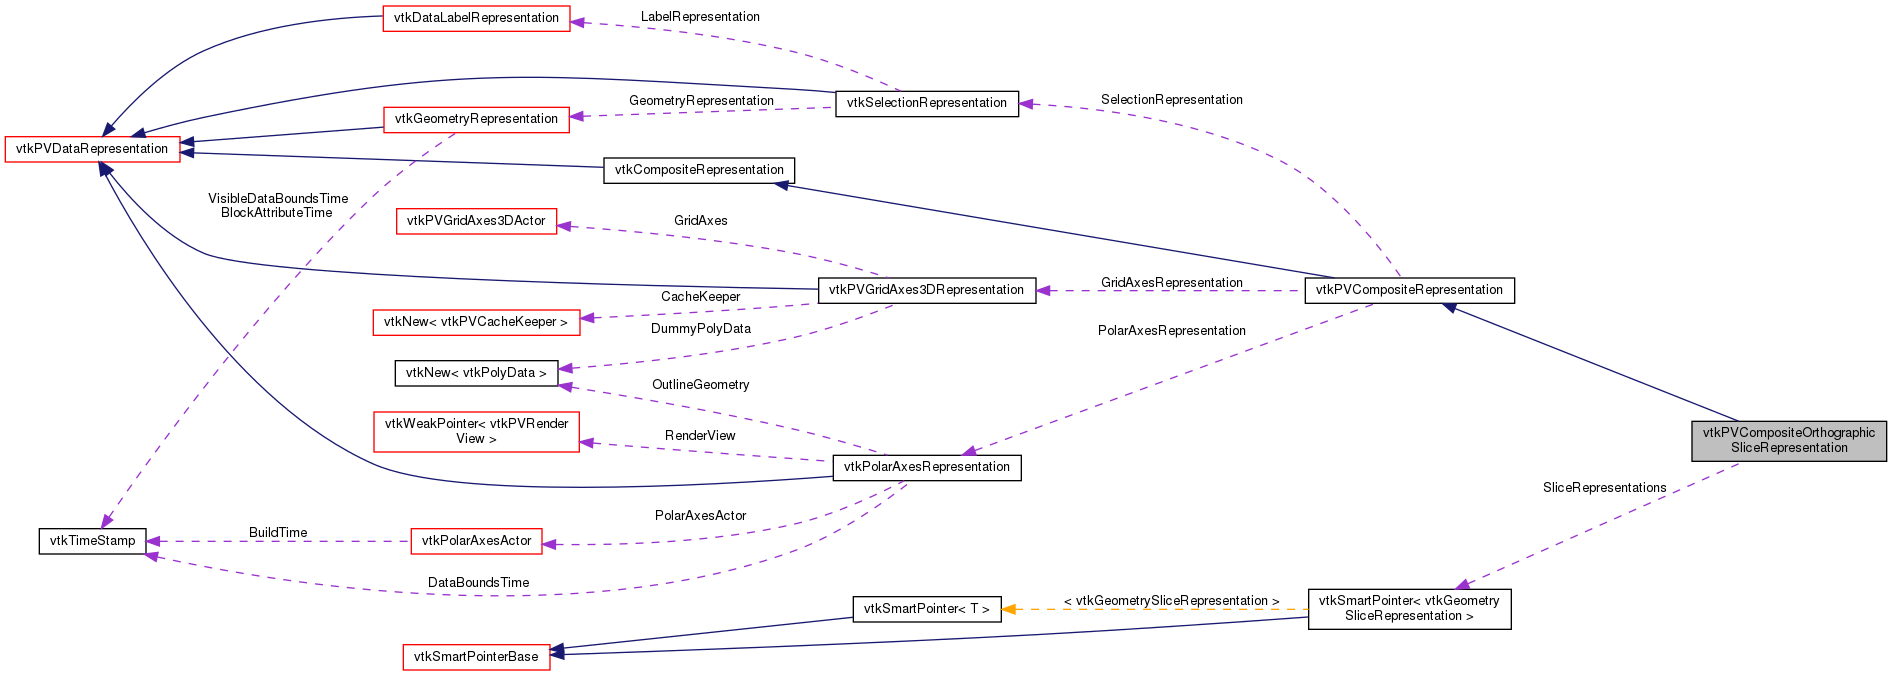 vtkDataLabelRepresentation
LabelRepresentation
vtkSelectionRepresentation
GeometryRepresentation
SelectionRepresentation
vtkGeometryRepresentation
vtkPVDataRepresentation
vtkCompositeRepresentation
VisibleDataBoundsTime
BlockAttributeTime
vtkPVGridAxes3DActor
GridAxes
vtkPVGridAxes3DRepresentation
GridAxesRepresentation
vtkPVCompositeRepresentation
CacheKeeper
vtkNew< vtkPVCacheKeeper >
DummyPolyData
PolarAxesRepresentation
vtkNew< vtkPolyData >
OutlineGeometry
vtkWeakPointer< vtkPVRender
View >
RenderView
vtkPVCompositeOrthographic
SliceRepresentation
vtkPolarAxesRepresentation
SliceRepresentations
PolarAxesActor
BuildTime
vtkTimeStamp
vtkPolarAxesActor
DataBoundsTime
vtkSmartPointer< T >
< vtkGeometrySliceRepresentation >
vtkSmartPointer< vtkGeometry
SliceRepresentation >
vtkSmartPointerBase